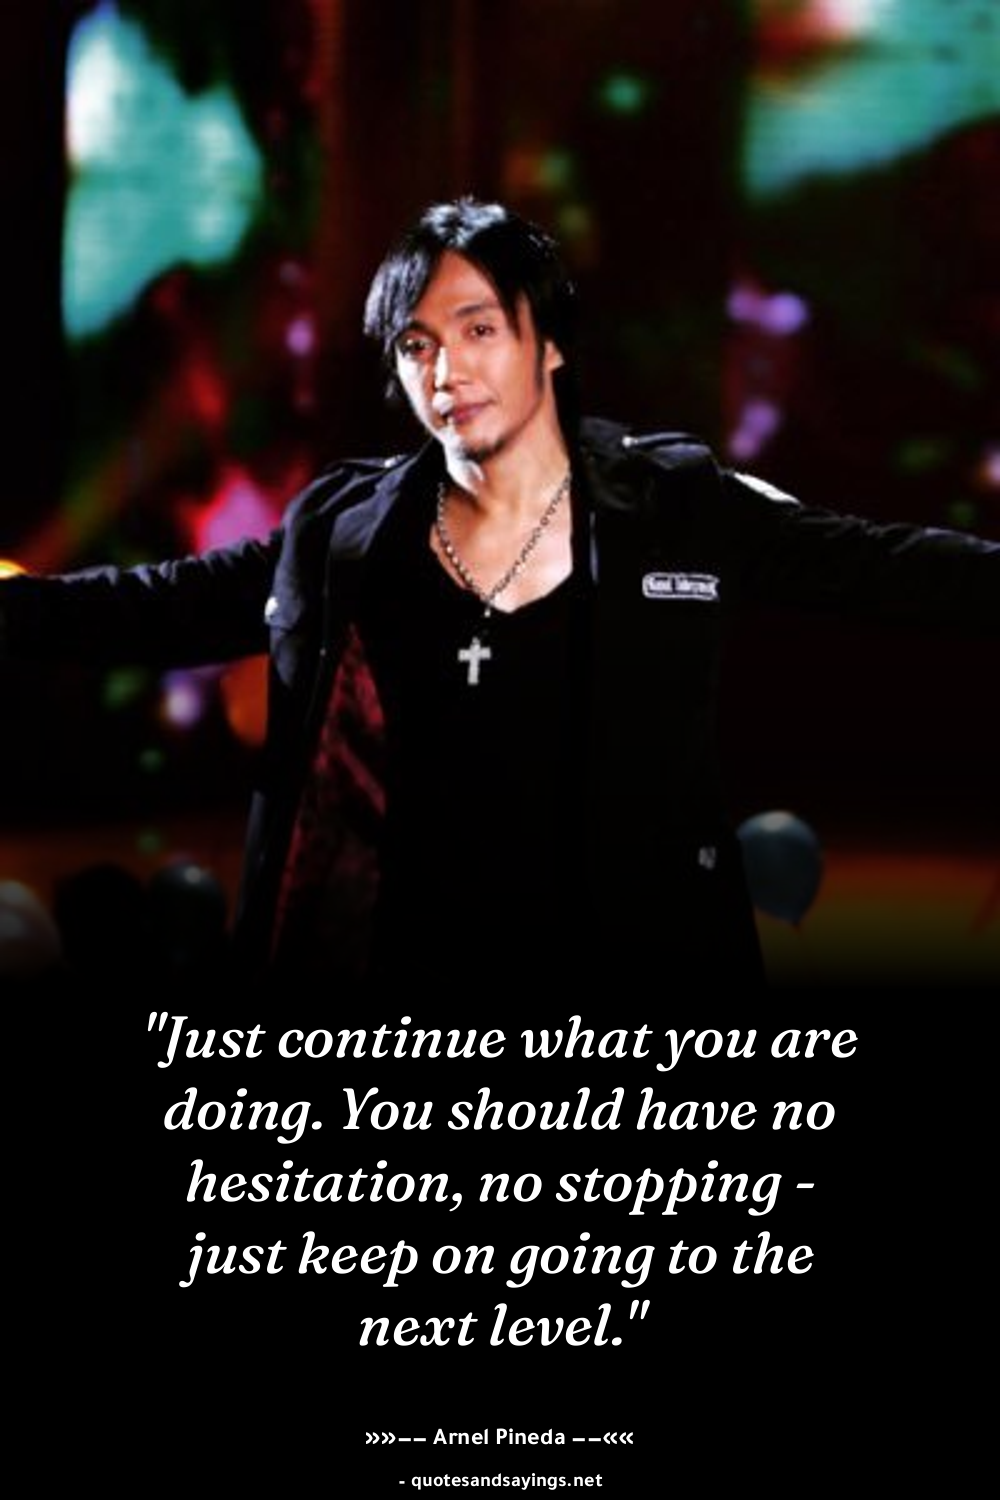 "Just continue what you are
doing. You should have no
hesitation, no stopping -
just keep on going to the
next level."
»»−− Arnel Pineda −−««
- quotesandsayings.net